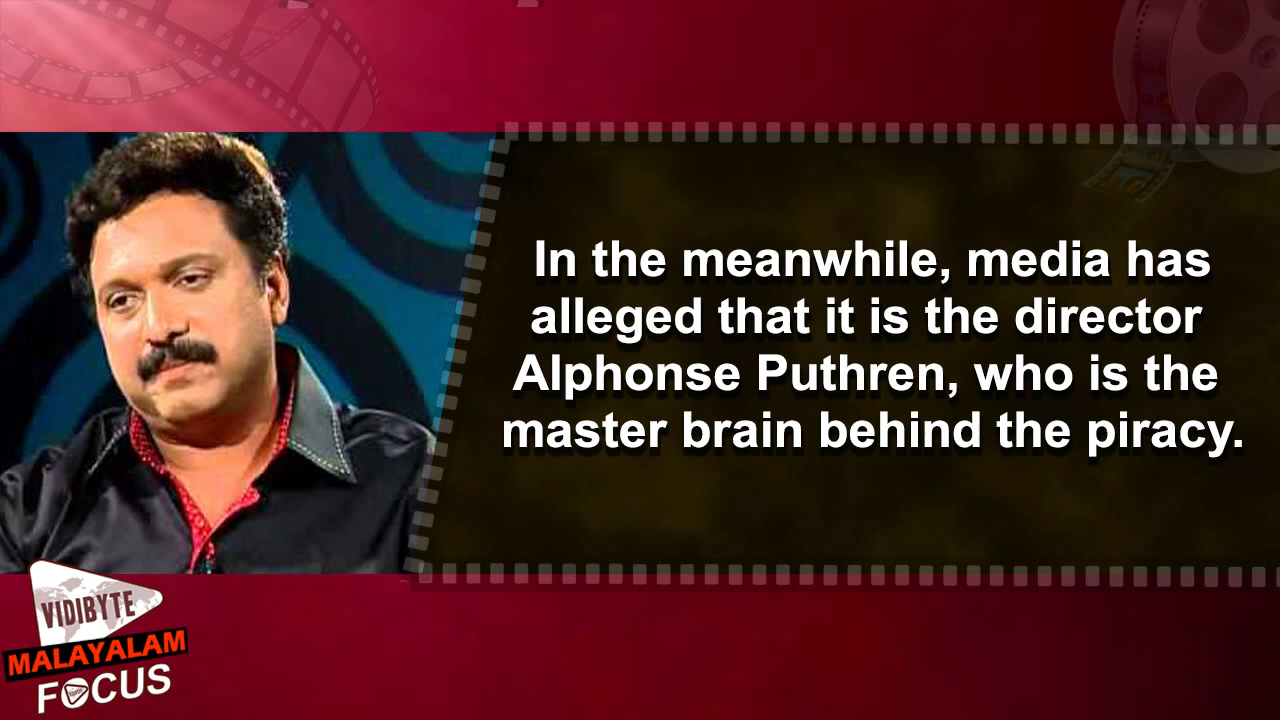 In the meanwhile, media has
alleged that it is the director
Alphonse Puthren, who is the
master brain behind the piracy.
VIDIBYTE
MALAYALAM
FOCUS